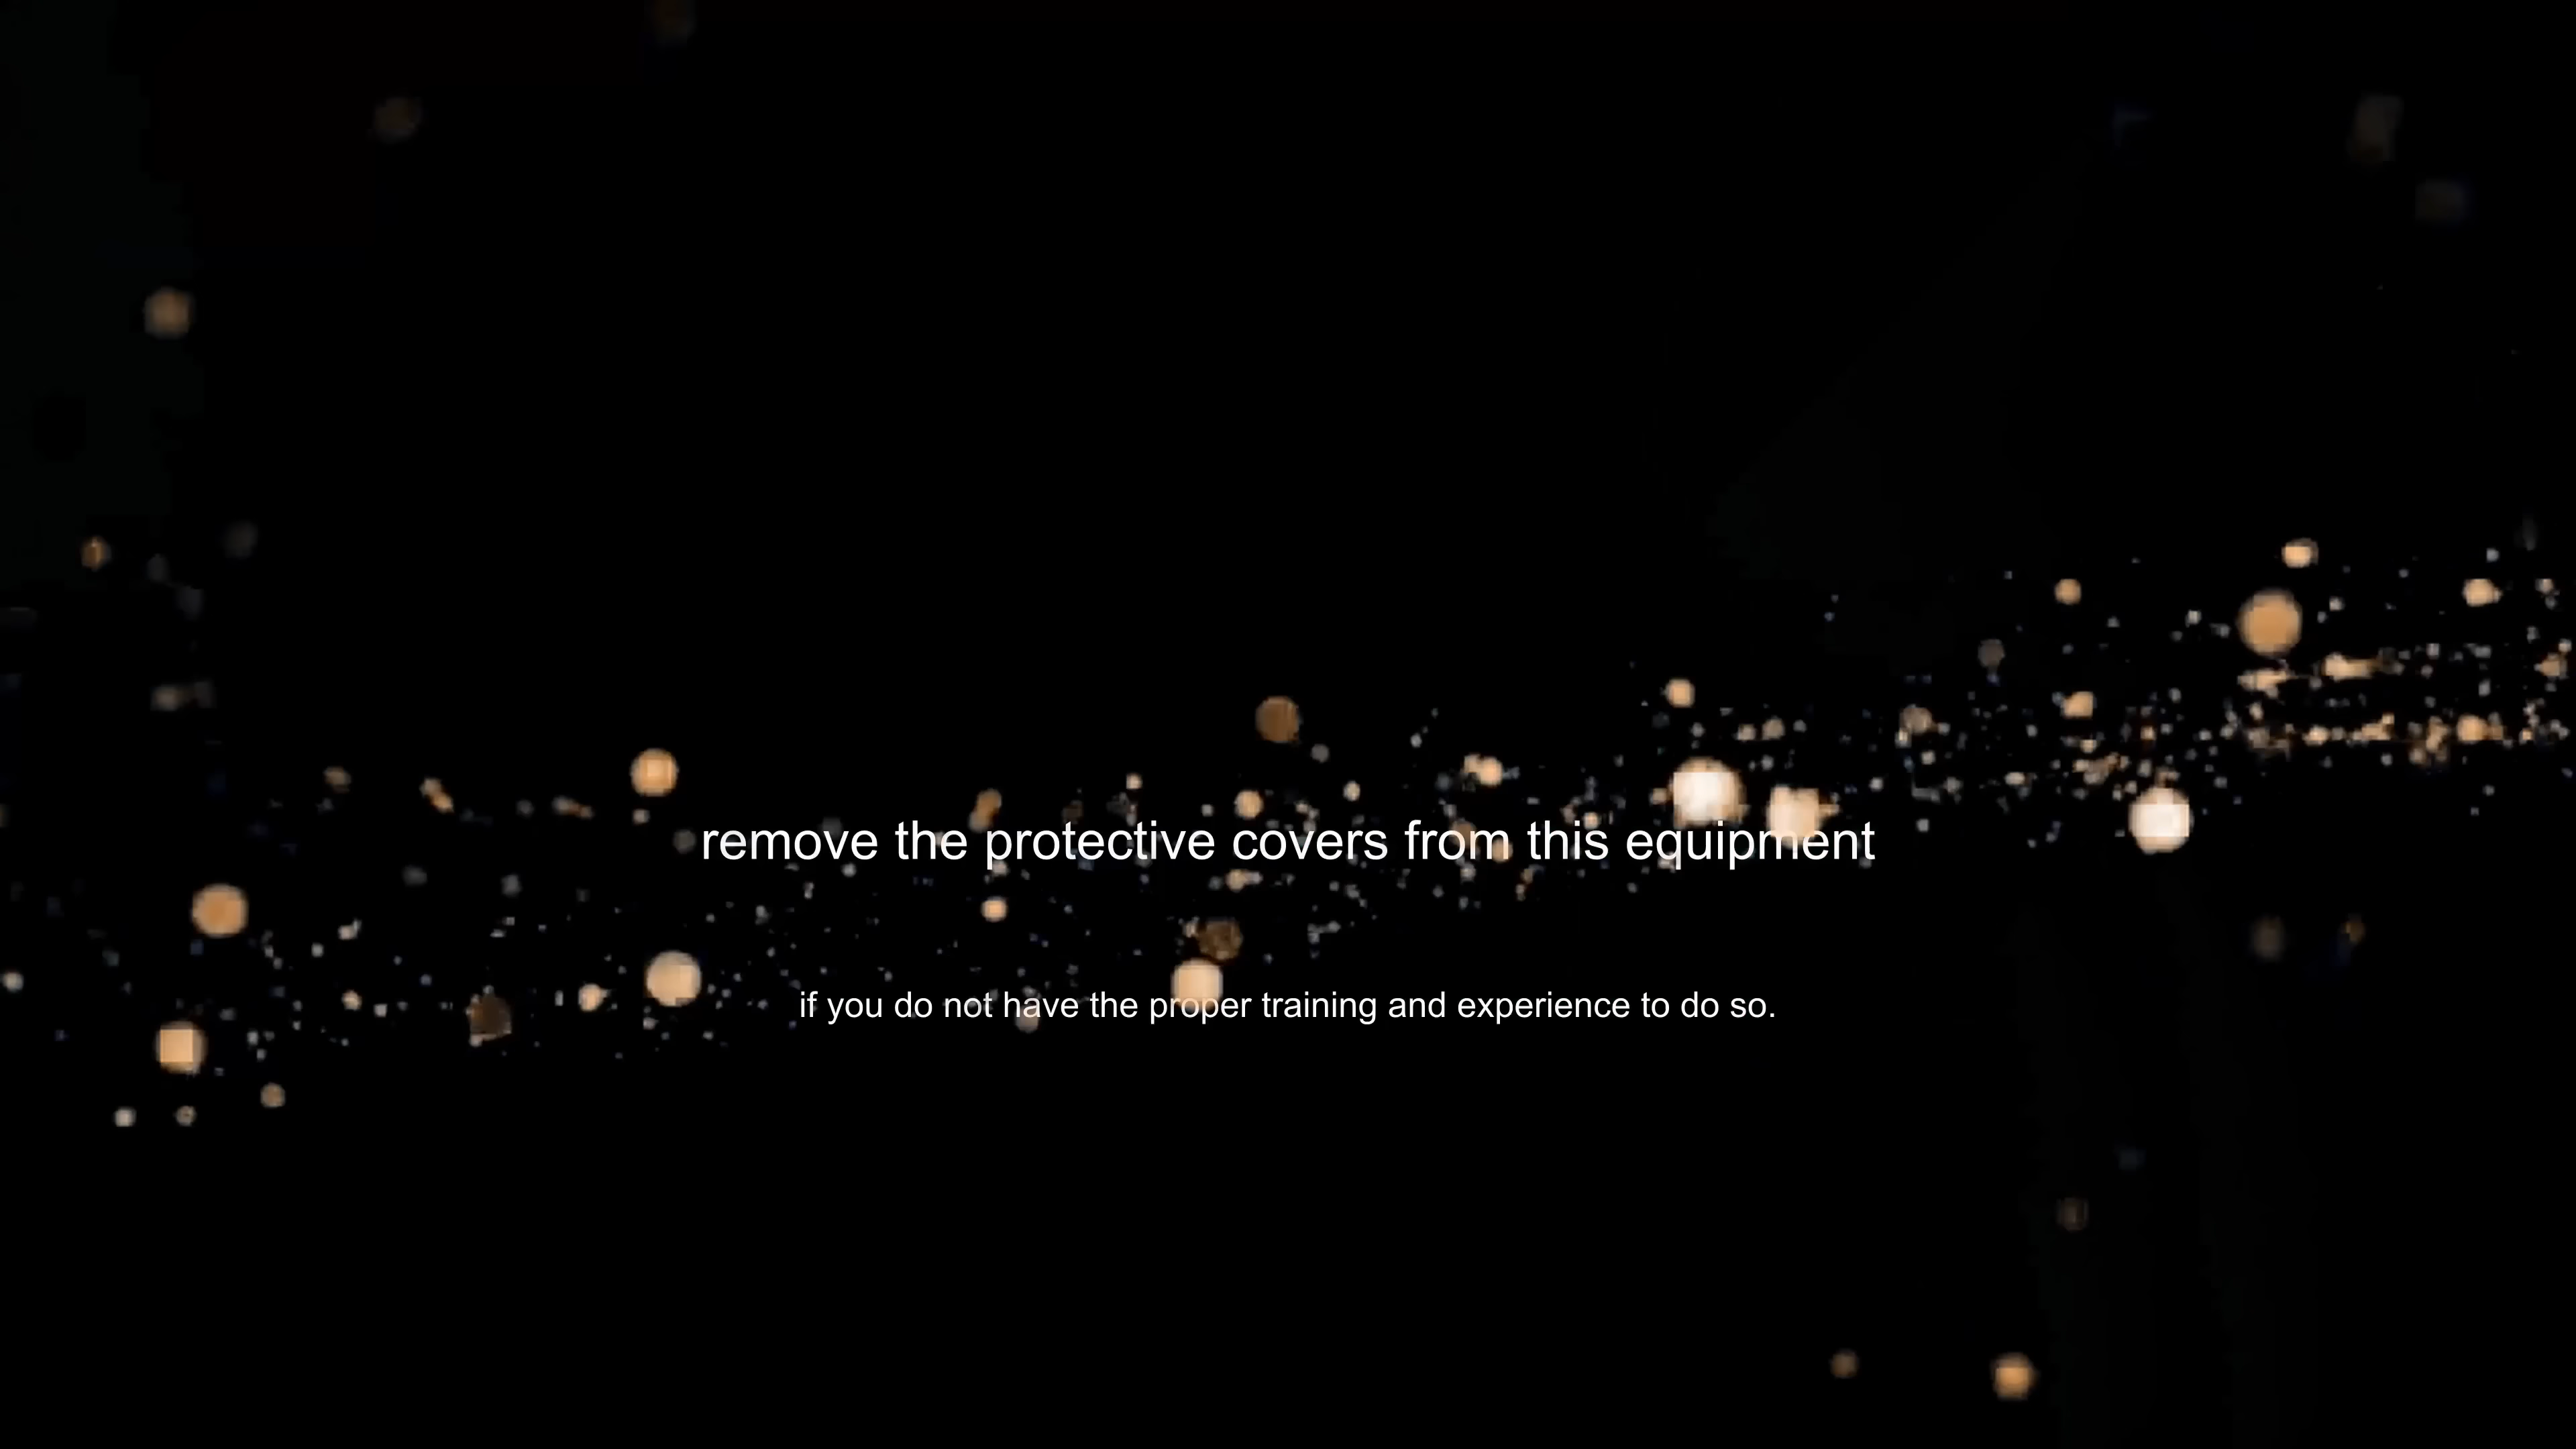 remove the protective covers from this equipment
if you do not have the proper training and experience to do so.